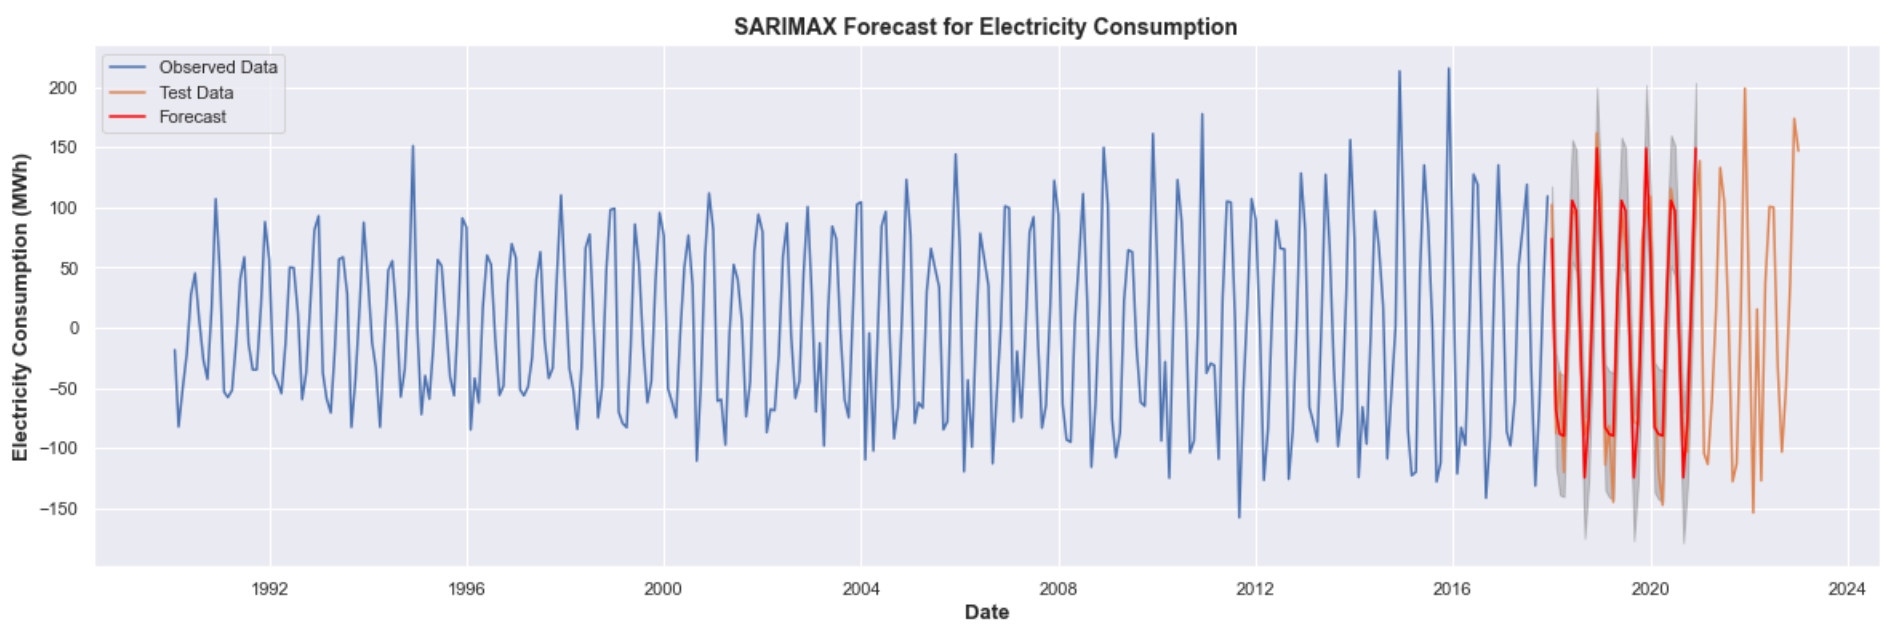 SARIMAX Forecast for Electricity Consumption
Observed Data
Test Data
Forecast
Electricity Consumption (MWh)
200
150
100
50
0
−50
−100
−150
1992
1996
2000
2004
2008
2012
2016
2020
2024
Date